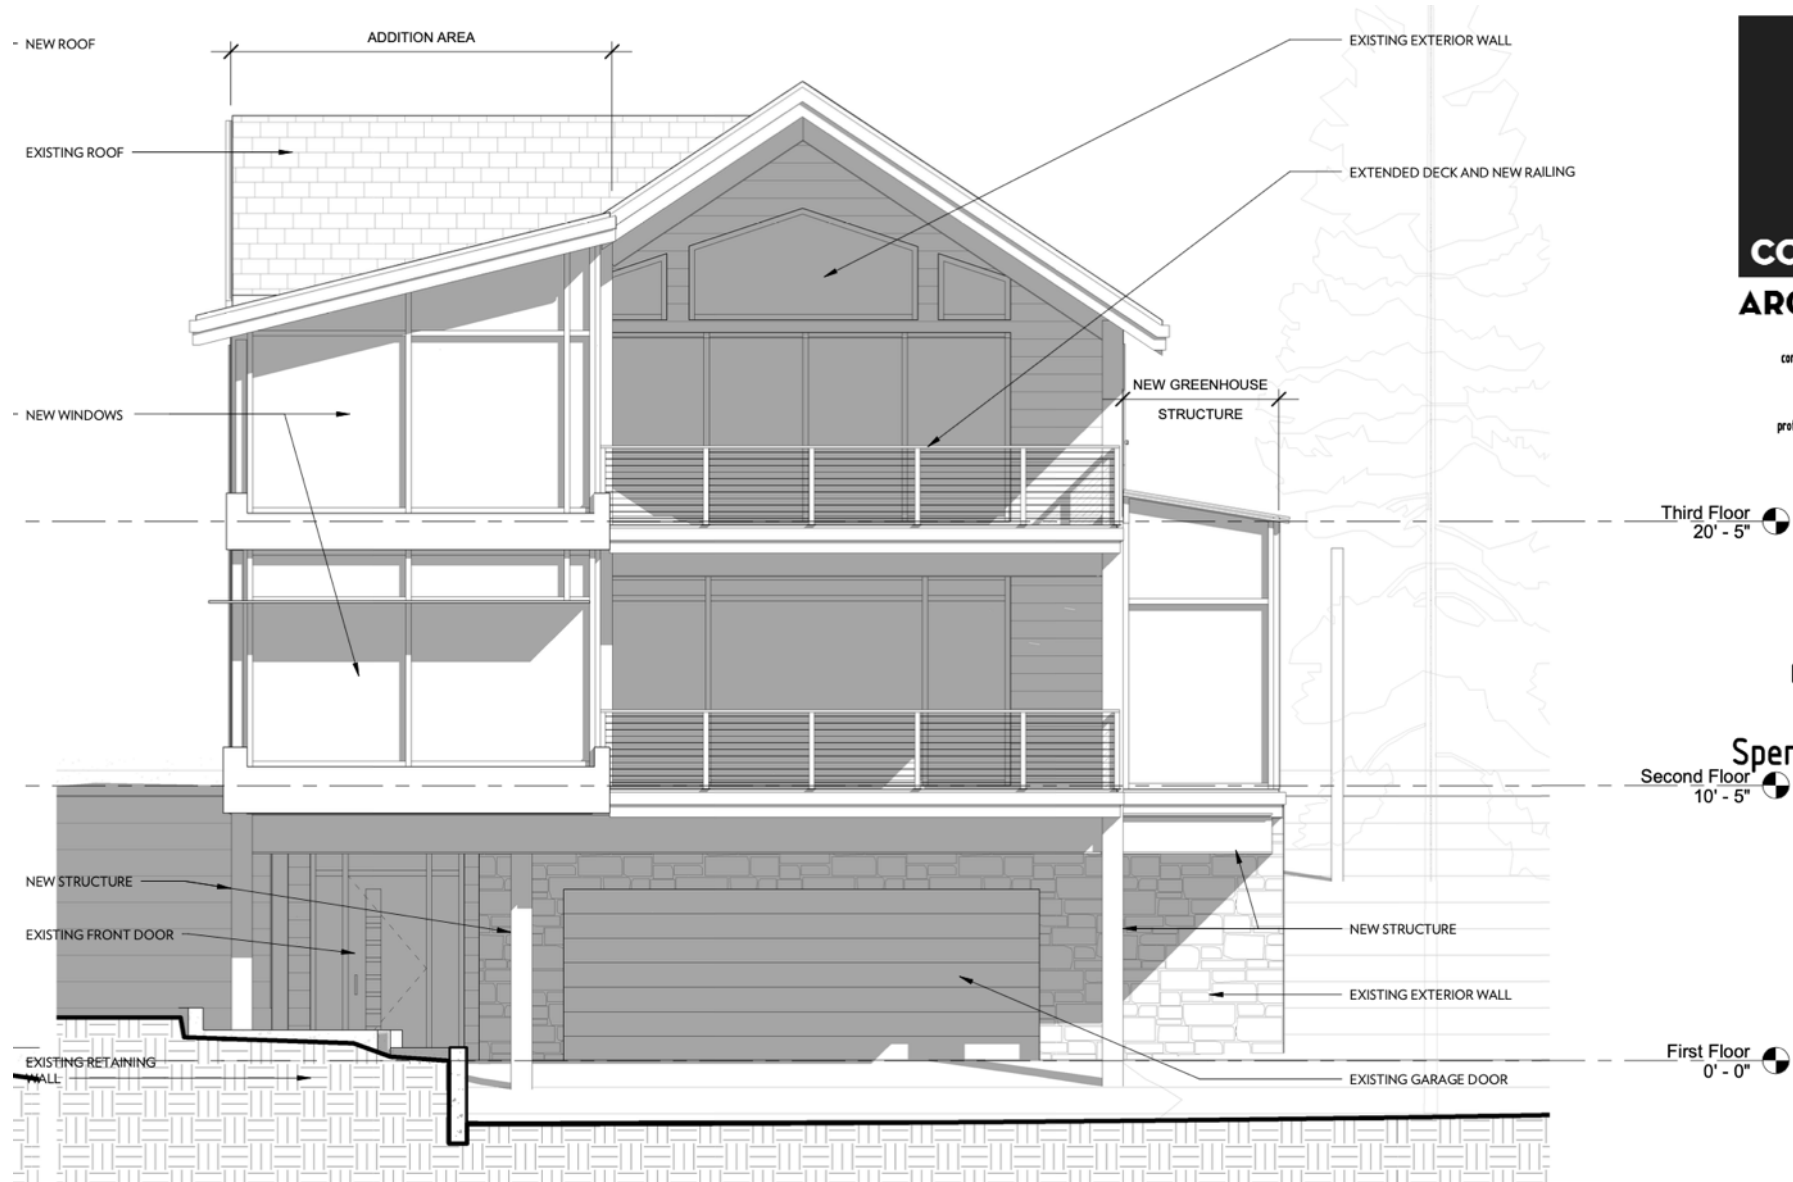 NEW ROOF
ADDITION AREA
EXISTING EXTERIOR WALL
EXISTING ROOF
EXTENDED DECK AND NEW RAILING
CO
ARC
NEW GREENHOUSE
STRUCTURE
NEW WINDOWS
Third Floor
20' - 5"
Sper
Second Floor
10' - 5"
NEW STRUCTURE
EXISTING FRONT DOOR
NEW STRUCTURE
EXISTING EXTERIOR WALL
EXISTING RETAINING
WALL
First Floor
0' - 0"
EXISTING GARAGE DOOR